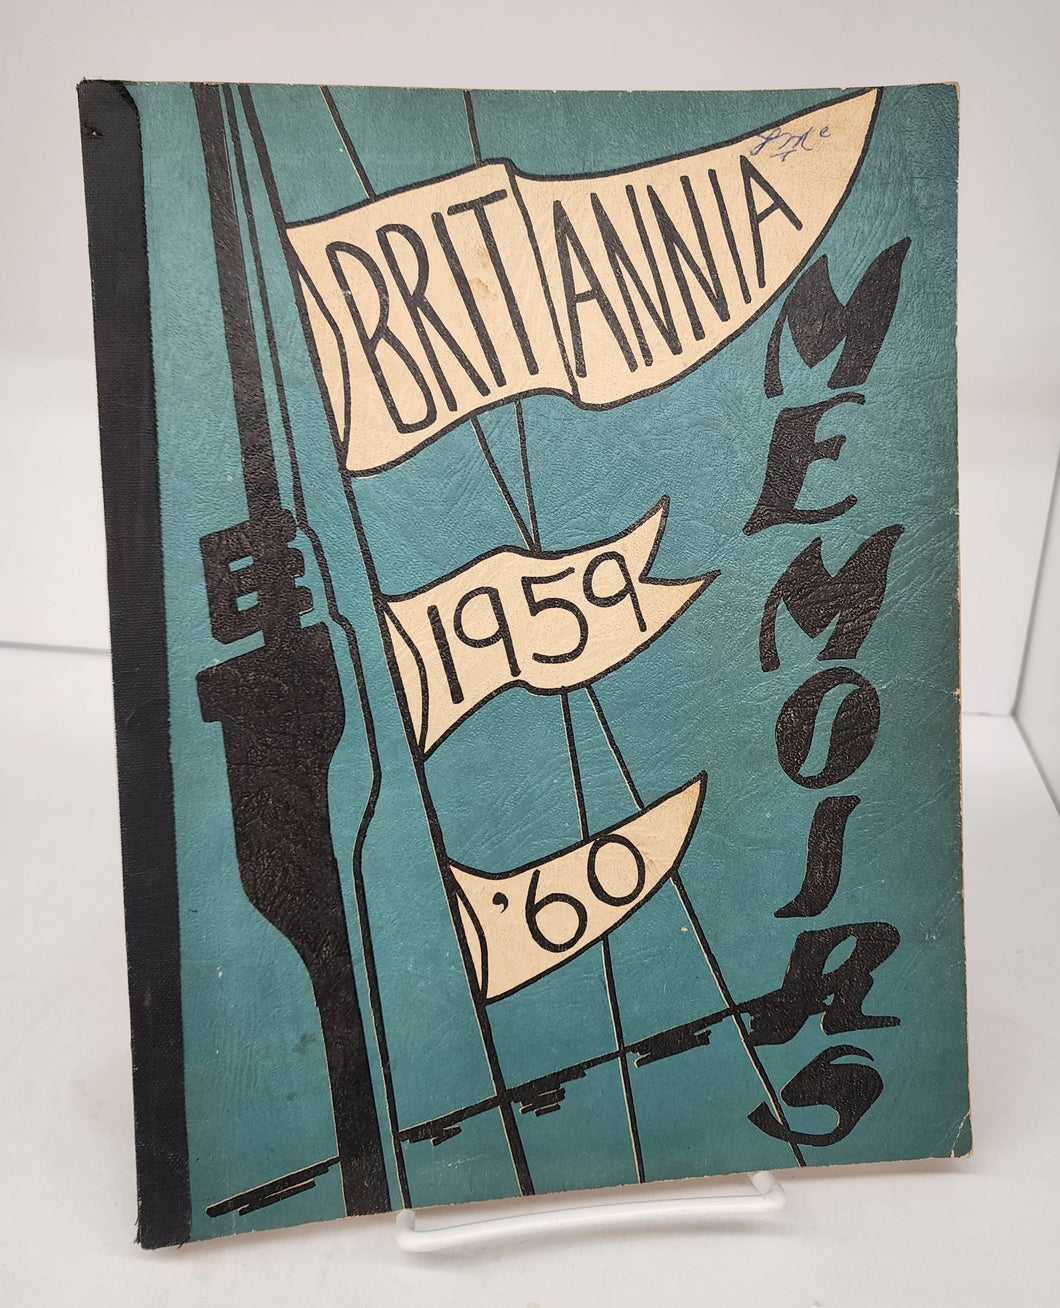 BRITANNIA
1959
'60
MEMOIRS